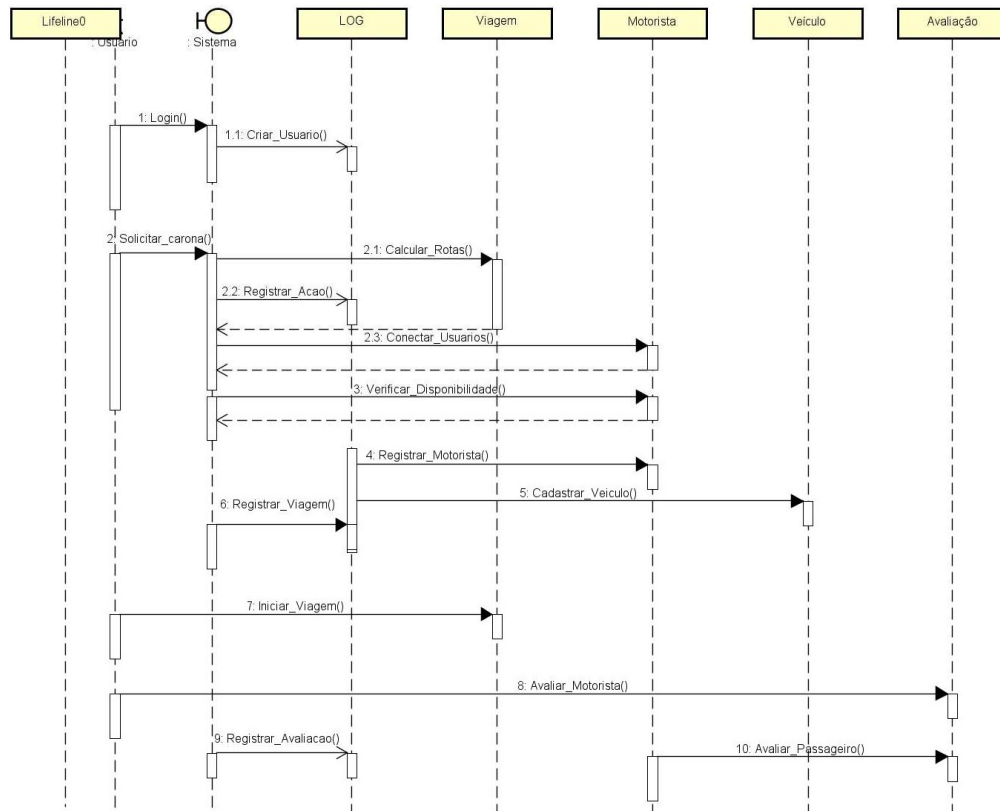 Lifeline0
: Usuario
: Sistema
LOG
Viagem
Motorista
Veículo
Avaliação
1: Login()
1.1: Criar_Usuario()
2: Solicitar_carona()
2.1: Calcular_Rotas()
2.2: Registrar_Acao()
2.3: Conectar_Usuarios()
3: Verificar_Disponibilidade()
4: Registrar_Motorista()
5: Cadastrar_Veiculo()
6: Registrar_Viagem()
7: Iniciar_Viagem()
8: Avaliar_Motorista()
9: Registrar_Avaliacao()
10: Avaliar_Passageiro()